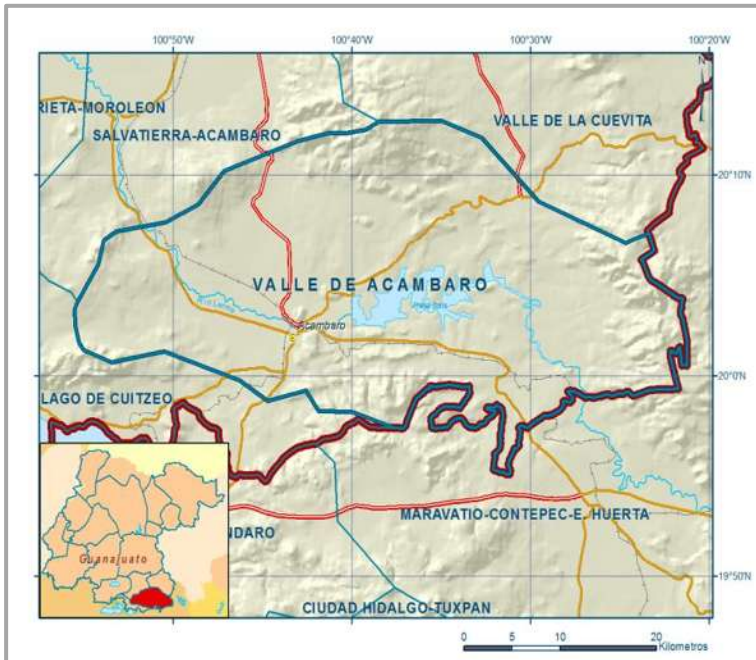 100°50'W 100°40'W 100°30'W 100°20'W
N
RIETA-MOROLEON
VALLE DE LA CUEVITA
SALVATIERRA-ACAMBARO
20°10'N
VALLE DE ACAMBARO
Acambaro
20°0'N
LAGO DE CUITZEO
MARAVATIO-CONTEPEC-E. HUERTA
NDARO
Guanajuato
19°50'N
CIUDAD HIDALGO-TUXPAN
0 5 10 20
Kilometros